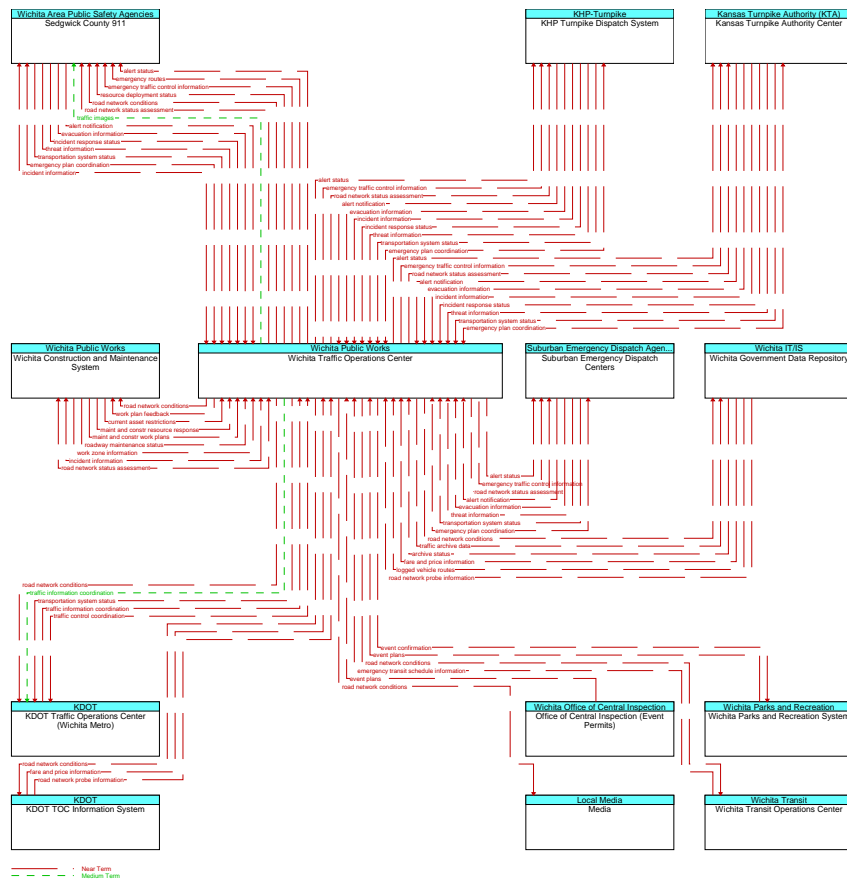 Wichita Area Public Safety Agencies
Sedgwick County 911
KHP-Turnpike
KHP Turnpike Dispatch System
Kansas Turnpike Authority (KTA)
Kansas Turnpike Authority Center
alert status
emergency routes
emergency traffic control information
resource deployment status
road network conditions
road network status assessment
traffic images
alert notification
evacuation information
incident response status
threat information
transportation system status
emergency plan coordination
incident information
alert status
emergency traffic control information
road network status assessment
alert notification
evacuation information
incident information
incident response status
threat information
transportation system status
emergency plan coordination
alert status
emergency traffic control information
road network status assessment
alert notification
evacuation information
incident information
incident response status
threat information
transportation system status
emergency plan coordination
Wichita Public Works
Wichita Construction and Maintenance
System
Wichita Public Works
Wichita Traffic Operations Center
Suburban Emergency Dispatch Agen...
Suburban Emergency Dispatch
Centers
Wichita IT/IS
Wichita Government Data Repository
road network conditions
work plan feedback
current asset restrictions
maint and constr resource response
maint and constr work plans
roadway maintenance status
work zone information
incident information
road network status assessment
alert status
emergency traffic control information
road network status assessment
alert notification
evacuation information
threat information
transportation system status
emergency plan coordination
road network conditions
traffic archive data
archive status
fare and price information
logged vehicle routes
road network probe information
road network conditions
traffic information coordination
transportation system status
traffic information coordination
traffic control coordination
event confirmation
event plans
road network conditions
emergency transit schedule information
event plans
road network conditions
KDOT
KDOT Traffic Operations Center
(Wichita Metro)
Wichita Office of Central Inspection
Office of Central Inspection (Event
Permits)
Wichita Parks and Recreation
Wichita Parks and Recreation System
road network conditions
fare and price information
road network probe information
KDOT
KDOT TOC Information System
Local Media
Media
Wichita Transit
Wichita Transit Operations Center
Near Term
Medium Term